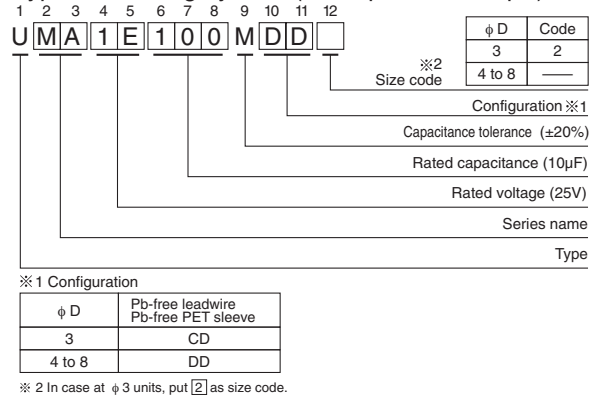 1 2 3 4 5 6 7 8 9 10 11 12
U M A 1 E 1 0 0 M D D
φ D Code
3 2
4 to 8 ——
※2
Size code
Configuration ※1
Capacitance tolerance (±20%)
Rated capacitance (10µF)
Rated voltage (25V)
Series name
Type
※1 Configuration
φ D Pb-free leadwire
Pb-free PET sleeve
3 CD
4 to 8 DD
※ 2 In case at φ 3 units, put 2 as size code.